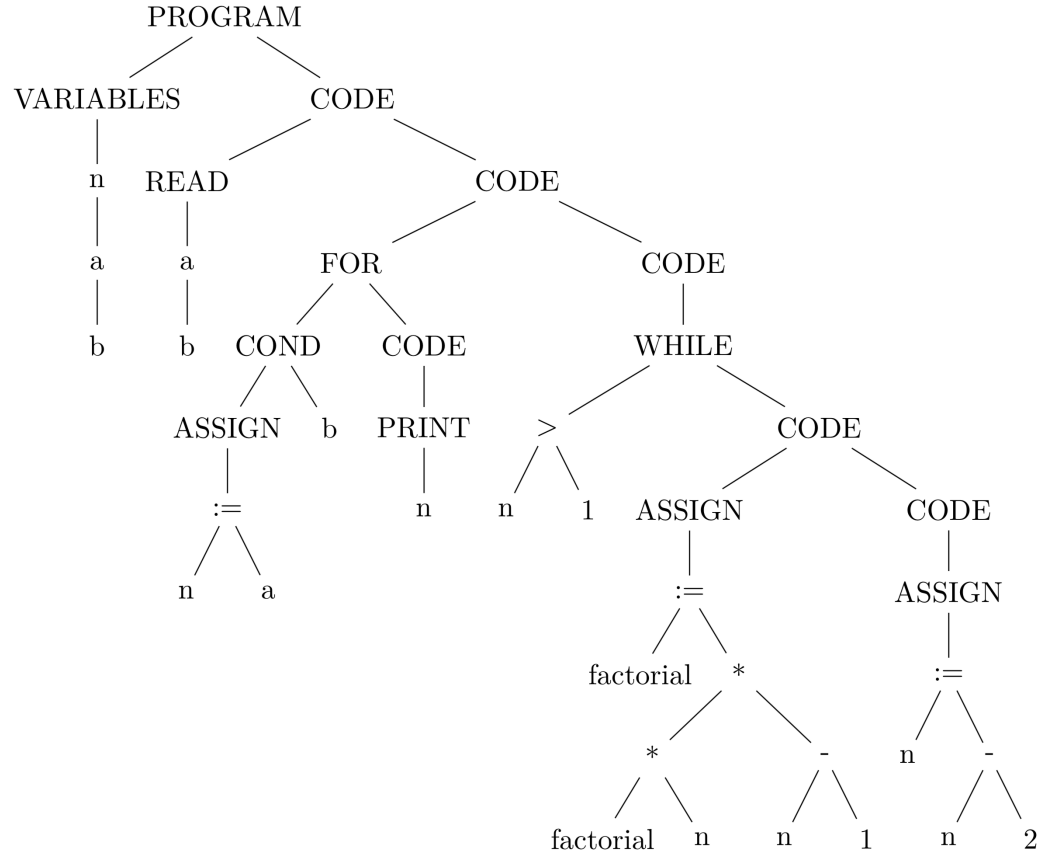 PROGRAM
VARIABLES CODE
n READ CODE
a a FOR CODE
b b COND CODE WHILE
ASSIGN b PRINT > CODE
:= n n 1 ASSIGN CODE
n a := ASSIGN
factorial * :=
* - n -
factorial n n 1 n 2